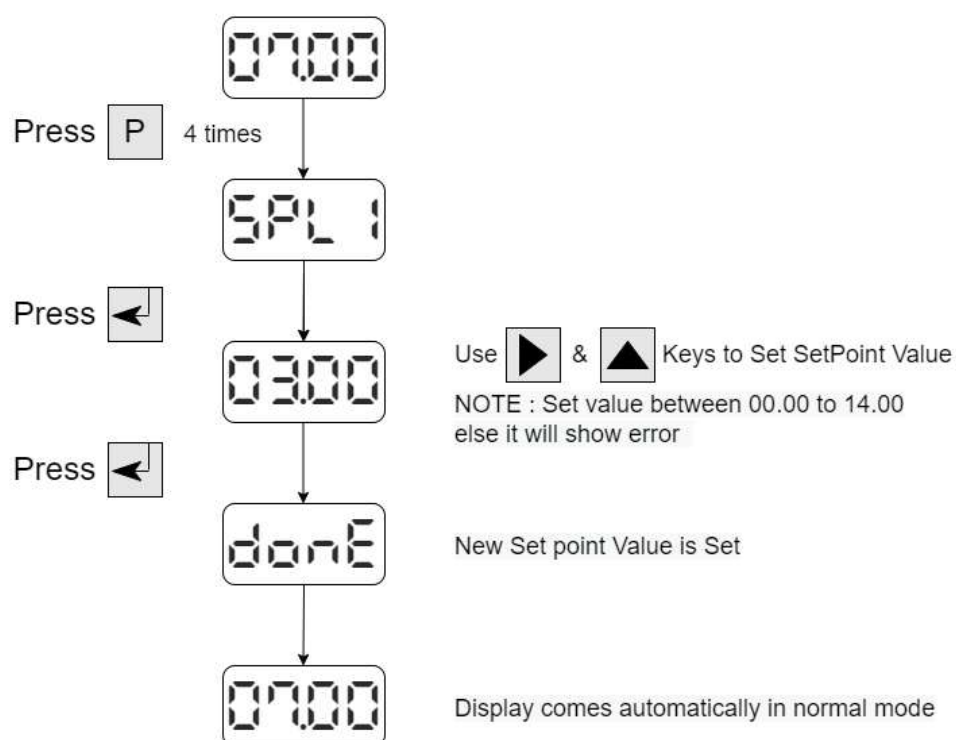 07.00
Press P 4 times
SPL 1
Press
03.00
Use & Keys to Set SetPoint Value
NOTE : Set value between 00.00 to 14.00
else it will show error
Press
donE
New Set point Value is Set
07.00
Display comes automatically in normal mode